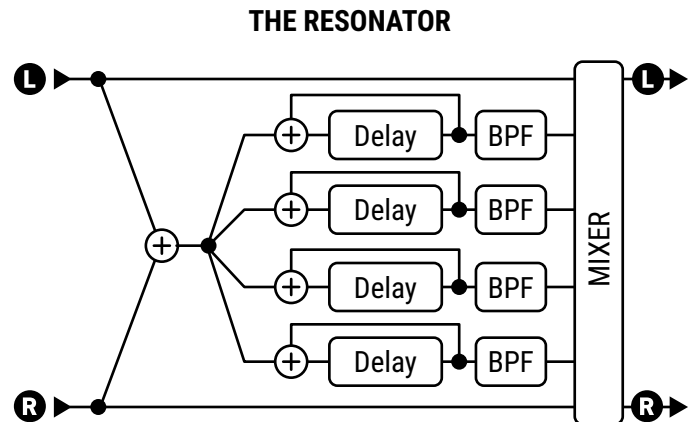 THE RESONATOR
L
L
Delay
BPF
Delay
BPF
MIXER
Delay
BPF
Delay
BPF
R
R